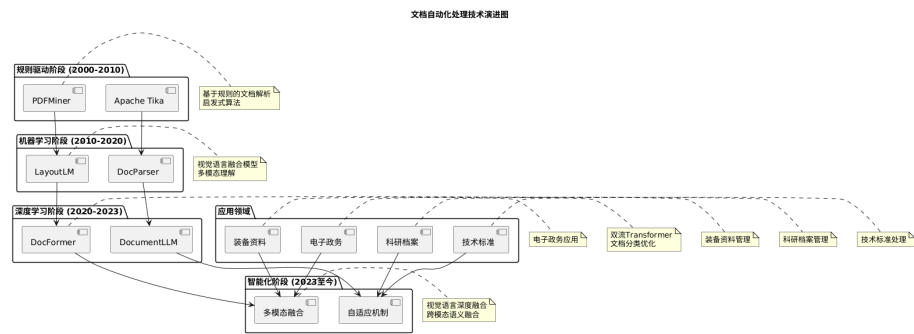 文档自动化处理技术演进图
规则驱动阶段 (2000-2010)
PDFMiner
Apache Tika
基于规则的文档解析
启发式算法
机器学习阶段 (2010-2020)
LayoutLM
DocParser
视觉语言融合模型
多模态理解
深度学习阶段 (2020-2023)
DocFormer
DocumentLLM
应用领域
装备资料
电子政务
科研档案
技术标准
电子政务应用
双流Transformer
文档分类优化
装备资料管理
科研档案管理
技术标准处理
智能化阶段 (2023至今)
多模态融合
自适应机制
视觉语言深度融合
跨模态语义融合